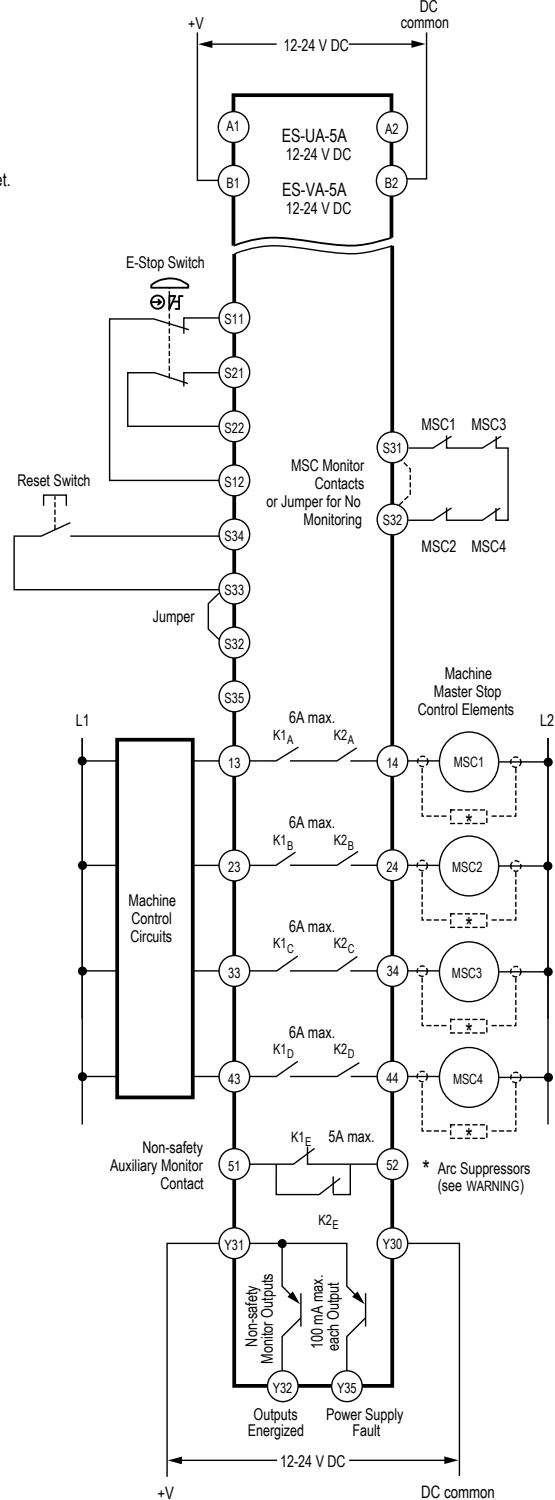 DC
common
+V
12-24 V DC
A1
ES-UA-5A
12-24 V DC
A2
B1
ES-VA-5A
12-24 V DC
B2
et.
E-Stop Switch
S11
S21
S22
S12
MSC1 MSC3
S31
MSC Monitor
Contacts
or Jumper for No
Monitoring
S32
MSC2 MSC4
Reset Switch
S34
S33
Jumper
S32
S35
Machine
Master Stop
Control Elements
L1
L2
6A max.
K1A K2A
13
14
MSC1
*
6A max.
K1B K2B
23
24
MSC2
*
Machine
Control
Circuits
6A max.
K1C K2C
33
34
MSC3
*
6A max.
K1D K2D
43
44
MSC4
*
Non-safety
Auxiliary Monitor
Contact
51
K1E 5A max.
52
K2E
* Arc Suppressors
(see WARNING)
Y31
Y30
Non-safety
Monitor Outputs
100 mA max.
each Output
Y32
Y35
Outputs
Energized
Power Supply
Fault
12-24 V DC
+V
DC common